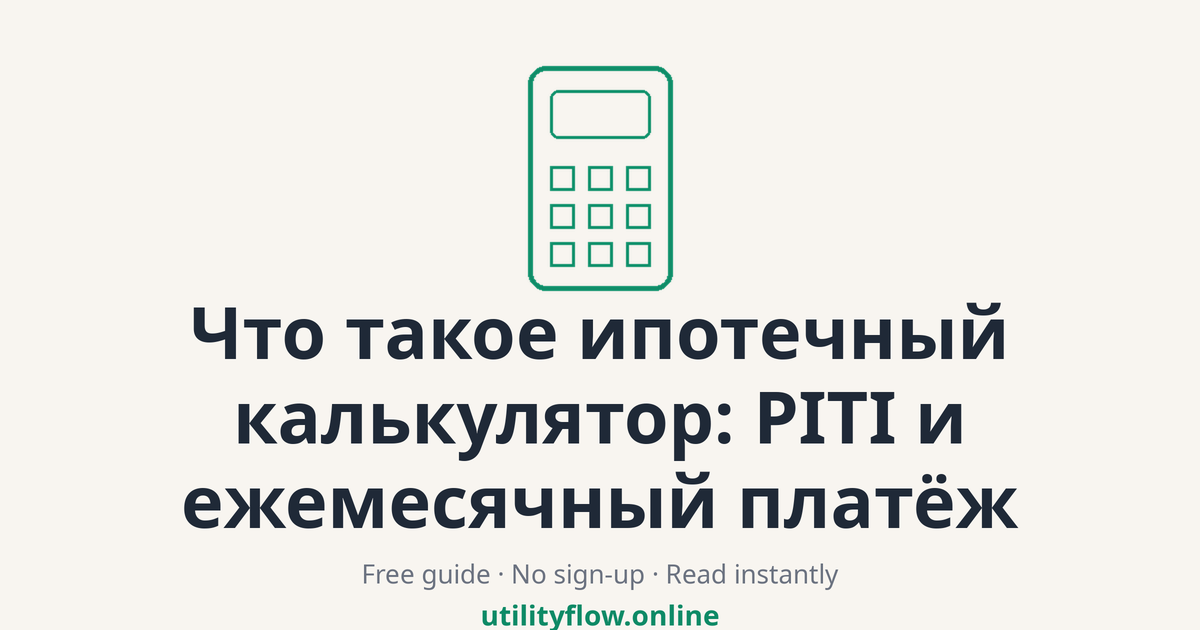 Что такое ипотечный
калькулятор: PITI и
ежемесячный платёж
Free guide · No sign-up · Read instantly
utilityflow.online